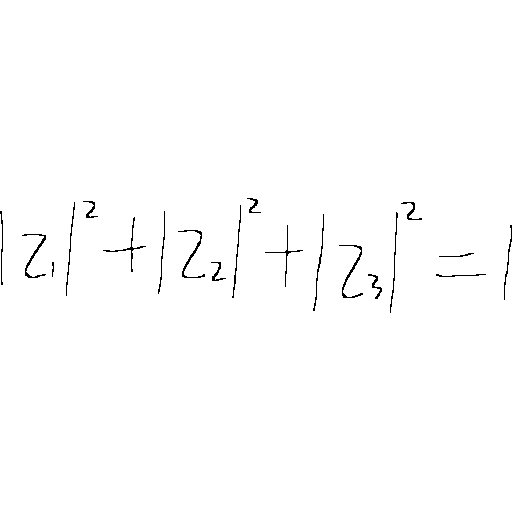 |z₁|² + |z₂|² + |z₃|² = 1